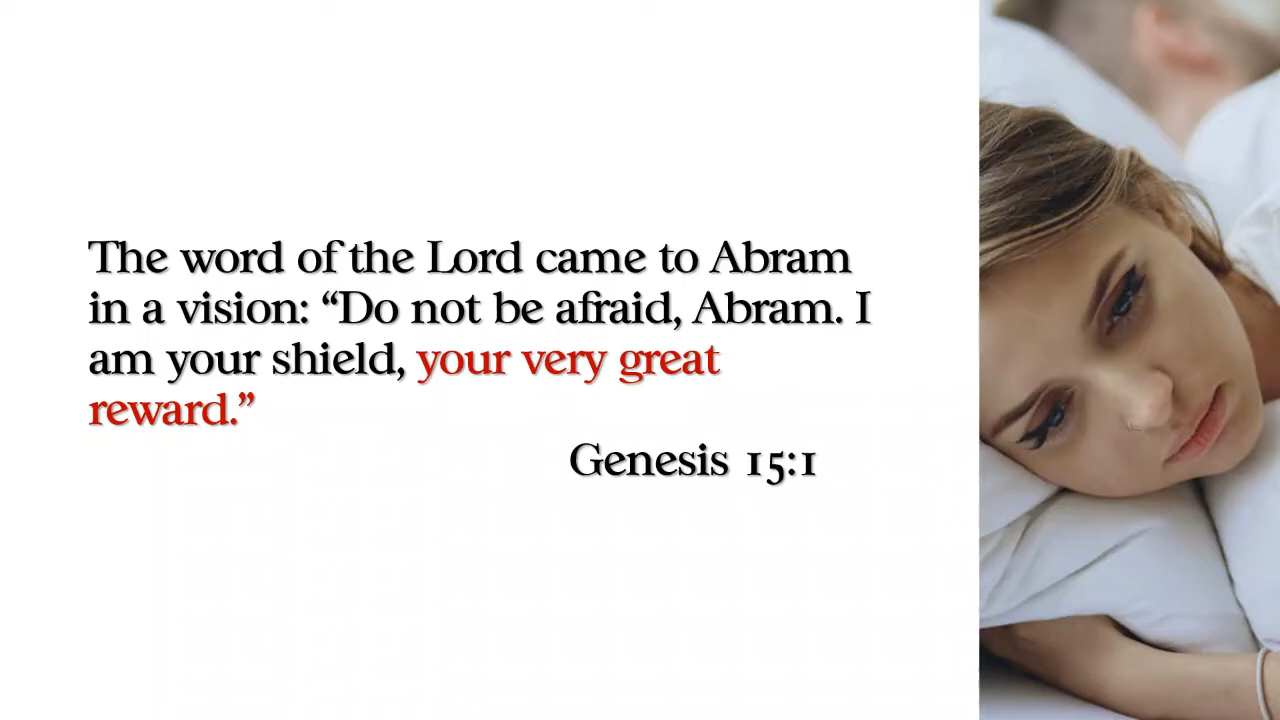 The word of the Lord came to Abram
in a vision: “Do not be afraid, Abram. I
am your shield, your very great
reward.”
Genesis 15:1